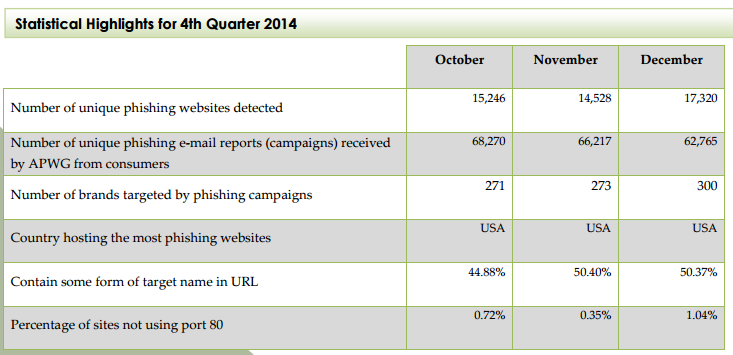 Statistical Highlights for 4th Quarter 2014
October November December
Number of unique phishing websites detected 15,246 14,528 17,320
Number of unique phishing e-mail reports (campaigns) received
by APWG from consumers 68,270 66,217 62,765
Number of brands targeted by phishing campaigns 271 273 300
Country hosting the most phishing websites USA USA USA
Contain some form of target name in URL 44.88% 50.40% 50.37%
Percentage of sites not using port 80 0.72% 0.35% 1.04%